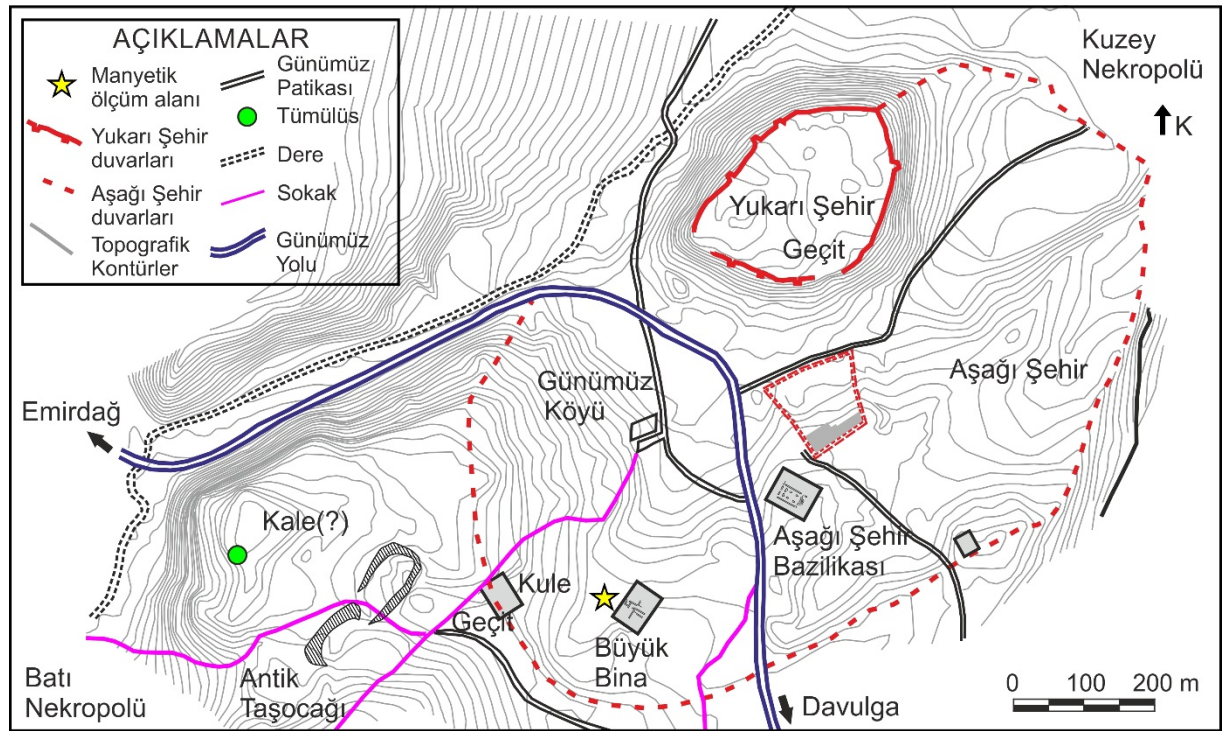 AÇIKLAMALAR
Manyetik
ölçüm alanı
Yukarı Şehir
duvarları
Aşağı Şehir
duvarları
Topografik
Kontürler
Günümüz
Patikası
Tümülüs
Dere
Sokak
Günümüz
Yolu
Kuzey
Nekropolü
K
Yukarı Şehir
Geçit
Günümüz
Köyü
Aşağı Şehir
Emirdağ
Kale(?)
Aşağı Şehir
Bazilikası
Kule
Geçit
Büyük
Bina
Batı
Nekropolü
Antik
Taşocağı
Davulga
0 100 200 m